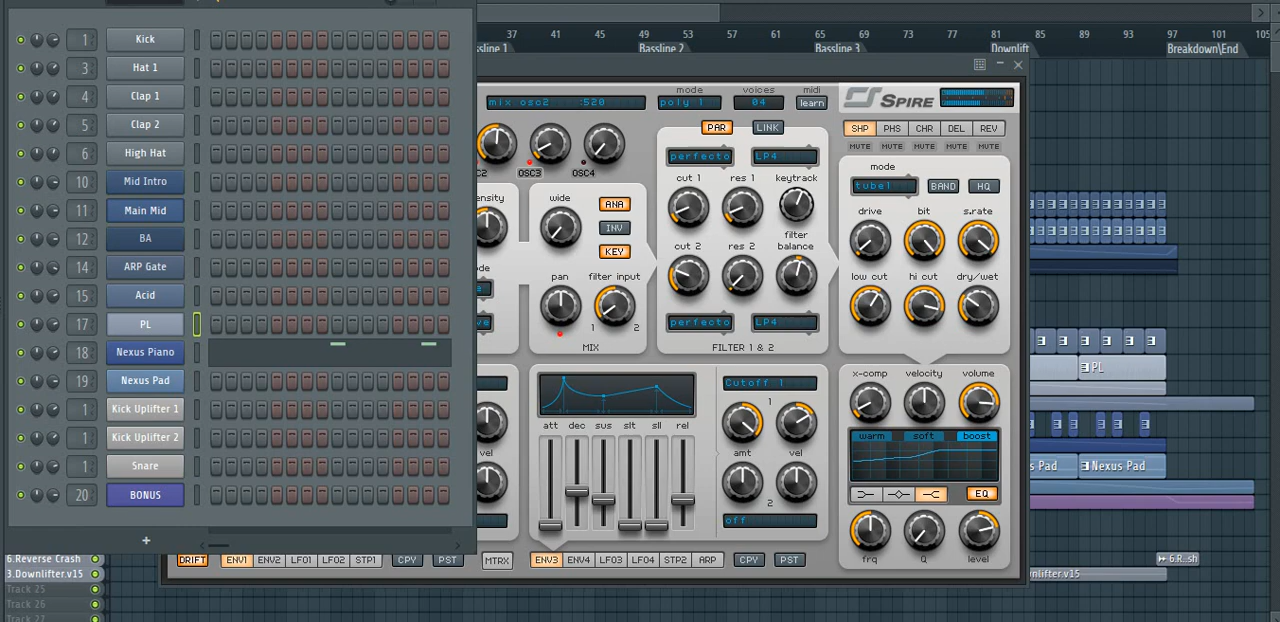 37 41 45 49 53 57 61 65 69 73 77 81 85 89 93 97 101 105
Bassline 2 Bassline 3 Downlift Breakdown\End
1 Kick
3 Hat 1
4 Clap 1
5 Clap 2
6 High Hat
10 Mid Intro
11 Main Mid
12 BA
14 ARP Gate
15 Acid
17 PL
18 Nexus Piano
19 Nexus Pad
1 Kick Uplifter 1
1 Kick Uplifter 2
1 Snare
20 BONUS
+
6.Reverse Crash
3.Downlifter.v15
Track 25
Track 26
Track 27
mode voices midi
mix osc2 :520 poly 1 04 learn
SPIRE
OSC3 OSC4
PAR LINK
perfecto LP4
cut 1 res 1 keytrack
cut 2 res 2 filter balance
perfecto LP4
FILTER 1 & 2
wide ANA
INV
KEY
pan filter input
1 2
MIX
SHP PHS CHR DEL REV
MUTE MUTE MUTE MUTE MUTE
mode
tube1 BAND HQ
drive bit s.rate
low cut hi cut dry/wet
x-comp velocity volume
warm soft boost
EQ
frq Q level
att dec sus slt sll rel
Cutoff 1
1
amt vel
2
off
vel
DRIFT ENV1 ENV2 LFO1 LFO2 STP1 CPY PST MTRX ENV3 ENV4 LFO3 LFO4 STP2 ARP CPY PST
PL
Nexus Pad
6.R..sh